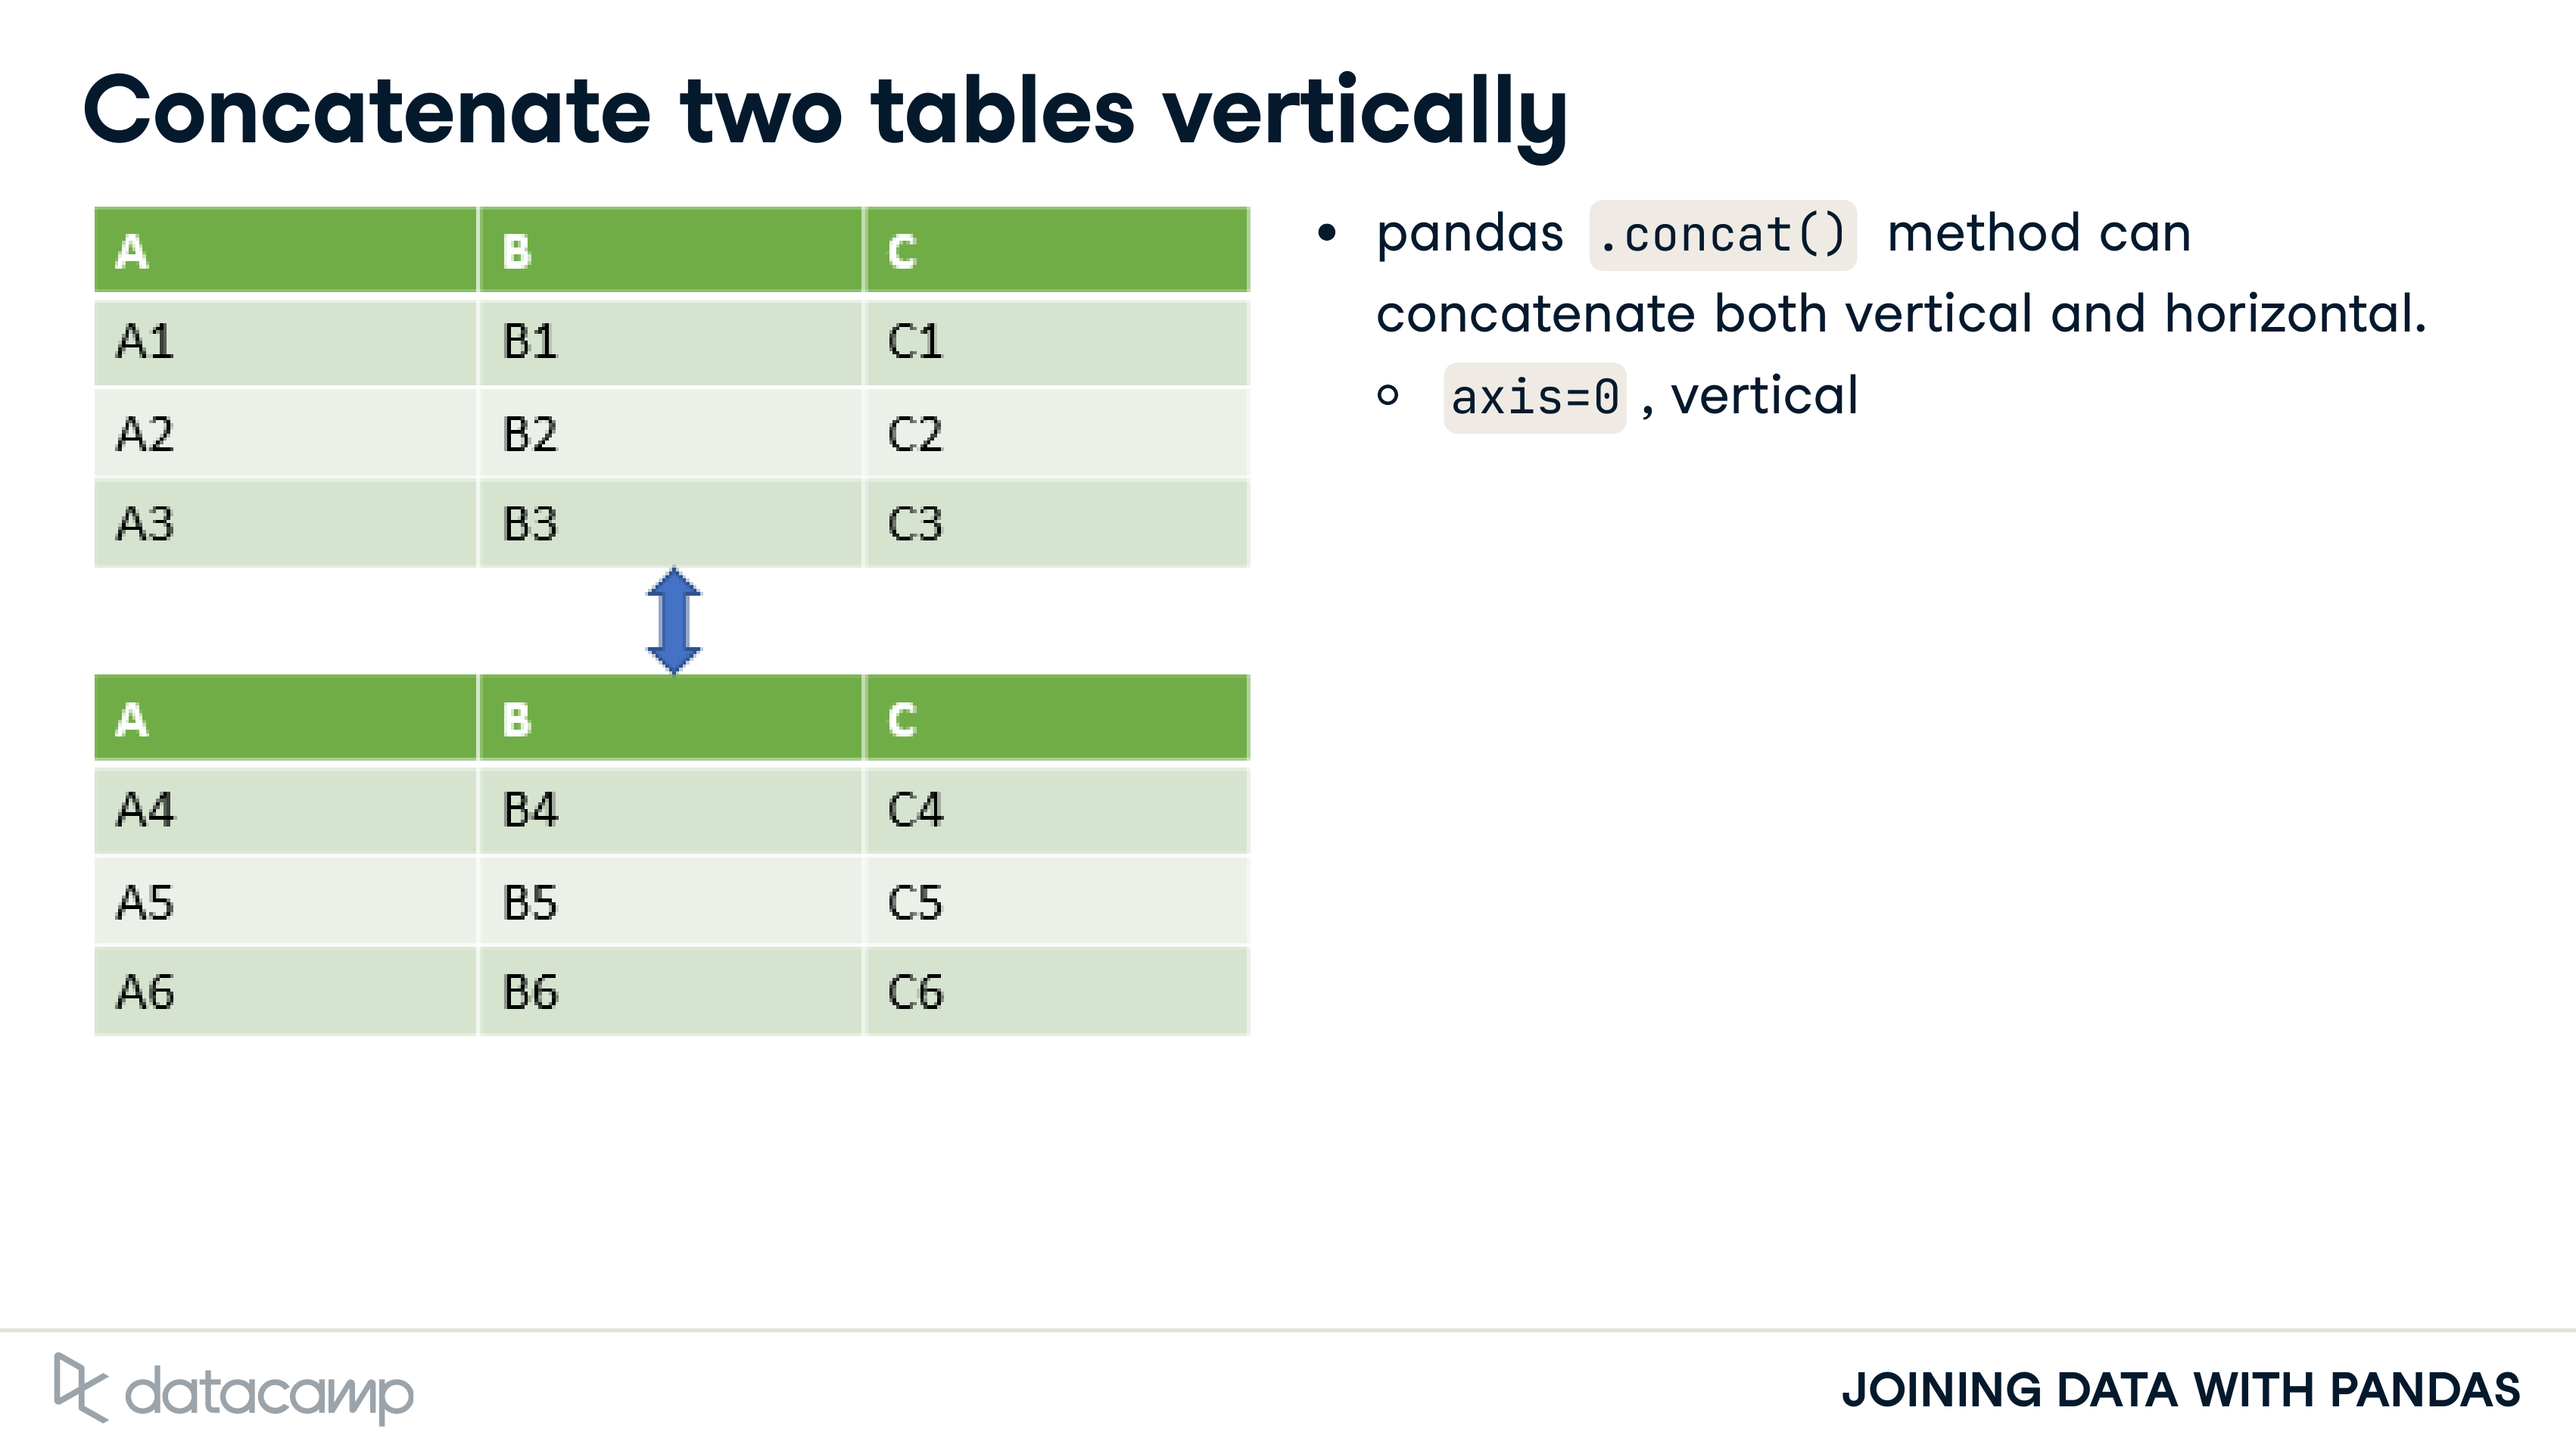 Concatenate two tables vertically
A B C
A1 B1 C1
A2 B2 C2
A3 B3 C3
A B C
A4 B4 C4
A5 B5 C5
A6 B6 C6
• pandas .concat() method can
concatenate both vertical and horizontal.
○ axis=0 , vertical
datacamp
JOINING DATA WITH PANDAS